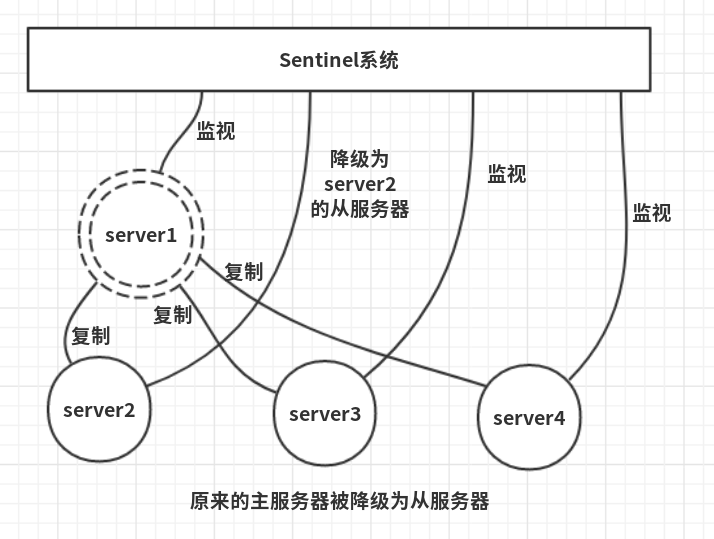 Sentinel系统
监视
降级为
server2
的从服务器
监视
监视
server1
复制
复制
复制
server2
server3
server4
原来的主服务器被降级为从服务器